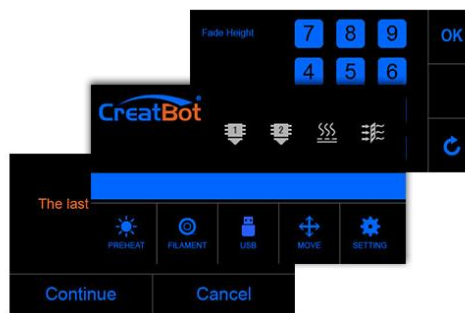 Fade Height
7 8 9
OK
4 5 6
CreatBot®
1 2
The last
PREHEAT FILAMENT USB MOVE SETTING
Continue Cancel